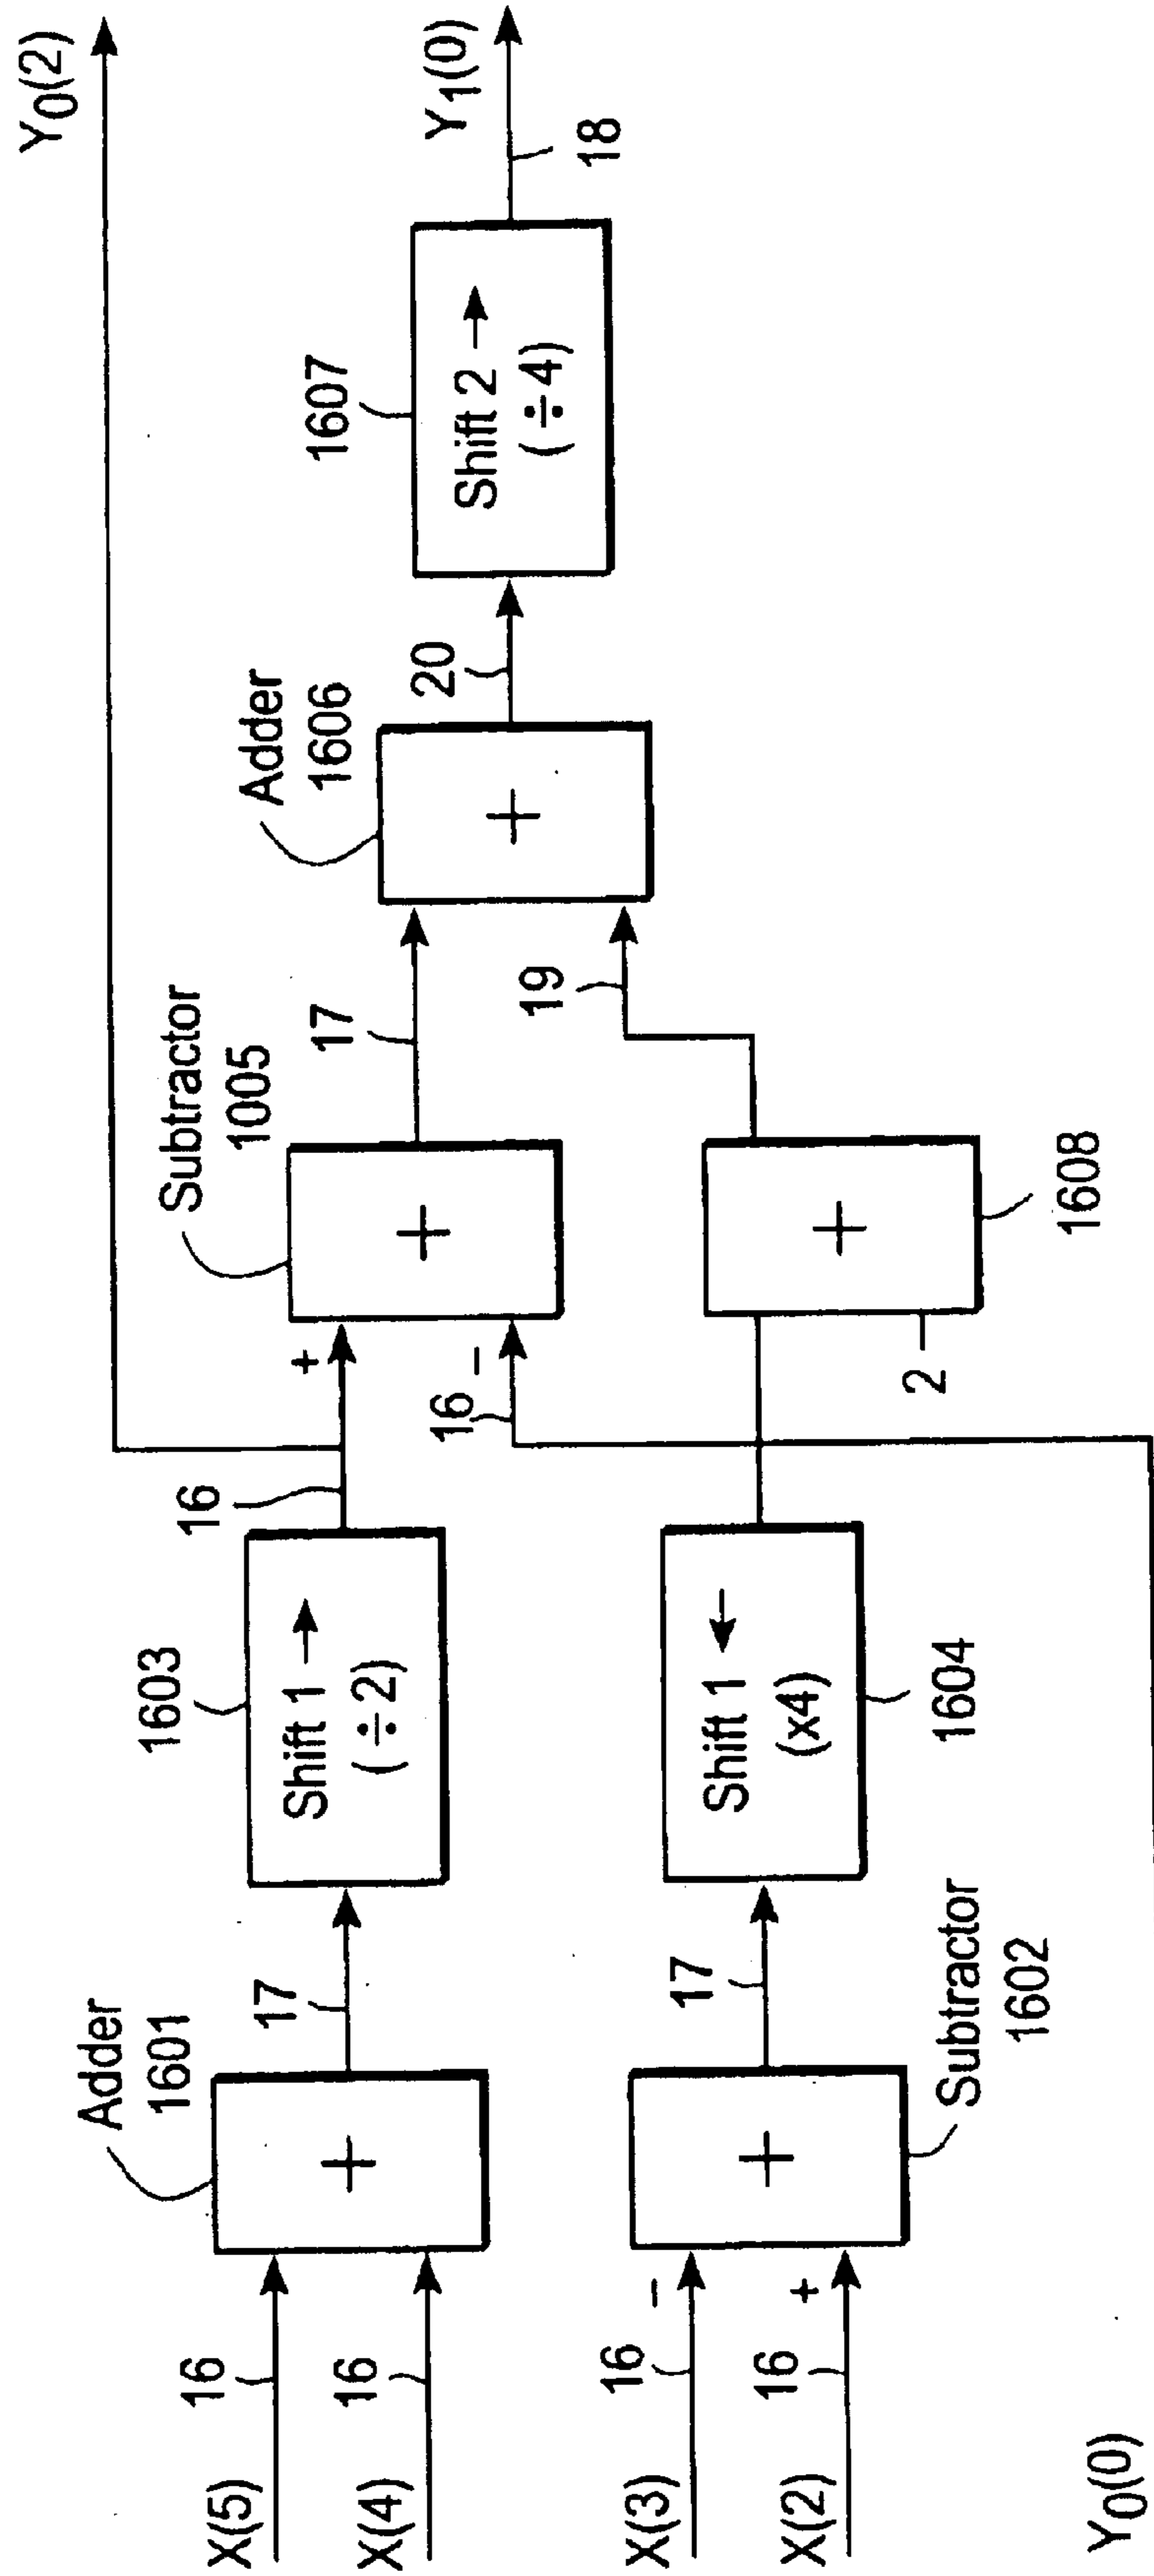 Y0(2)
Y1(0)
18
1607
Shift 2 →
(÷4)
20
Adder
1606
+
17
19
Subtractor
1005
+
+
16
−
1608
+
2
16
1603
Shift 1 →
(÷2)
Shift 1 ←
(x4)
1604
17
Adder
1601
+
17
Subtractor
1602
+
X(5)
16
X(4)
16
X(3)
16
−
X(2)
16
+
Y0(0)